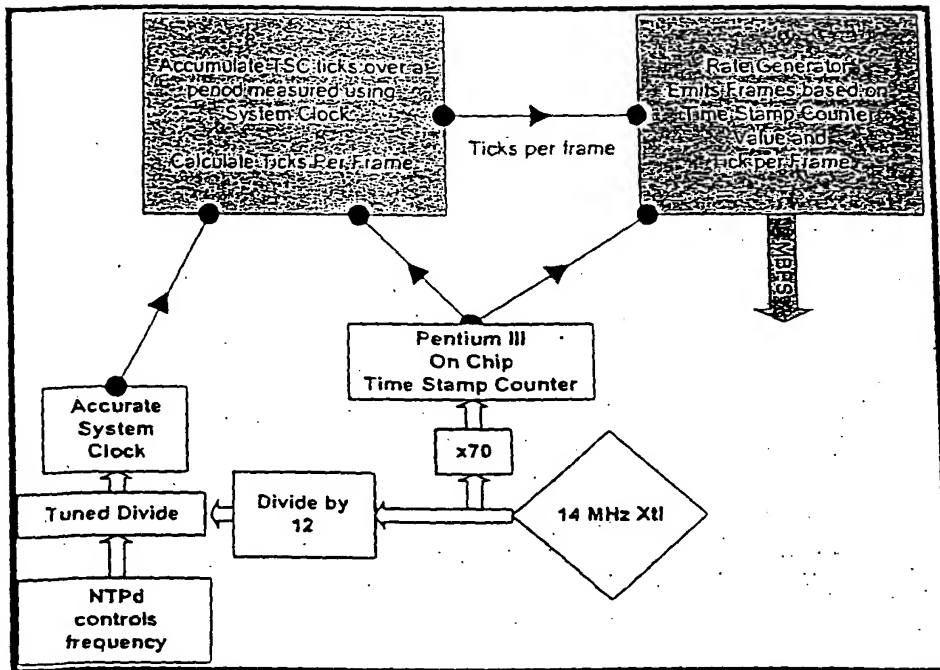 Accumulate TSC ticks over a
period measured using
System Clock
Calculate Ticks Per Frame
Rate Generator
Emits Frames based on
Time Stamp Counter
Value and
Tick per Frame
Ticks per frame
MBPS
Pentium III
On Chip
Time Stamp Counter
Accurate
System
Clock
x70
Tuned Divide
Divide by
12
14 MHz Xtl
NTPd
controls
frequency